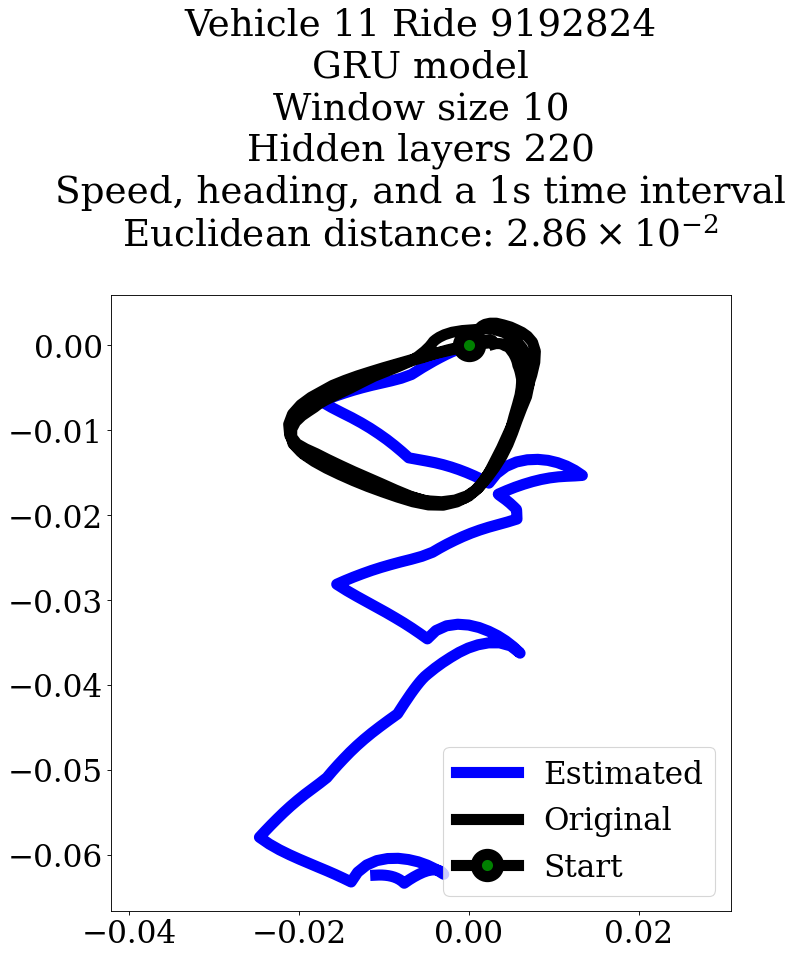 Vehicle 11 Ride 9192824
GRU model
Window size 10
Hidden layers 220
Speed, heading, and a 1s time interval
Euclidean distance: 2.86 × 10⁻²
0.00
−0.01
−0.02
−0.03
−0.04
−0.05
−0.06
Estimated
Original
Start
−0.04 −0.02 0.00 0.02